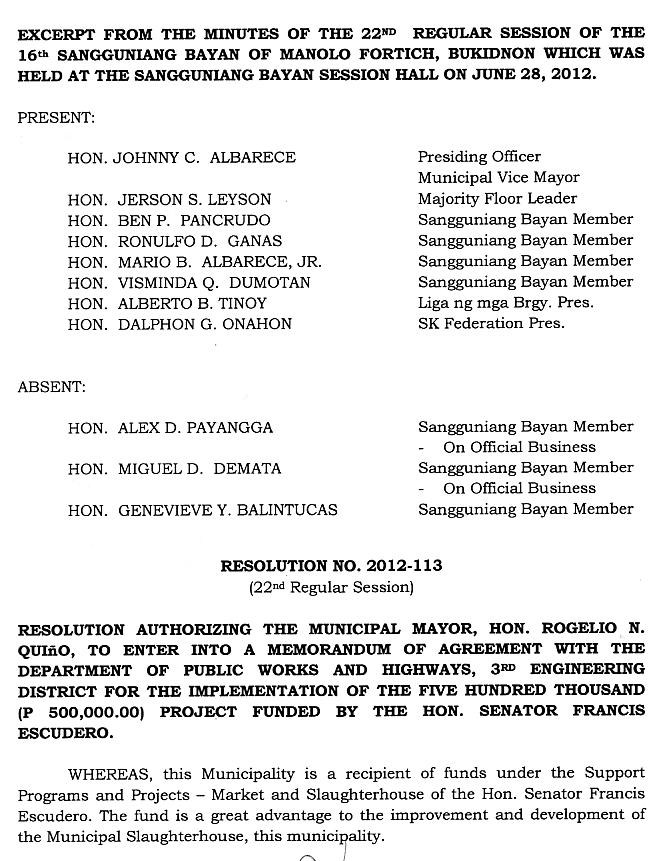 EXCERPT FROM THE MINUTES OF THE 22ND REGULAR SESSION OF THE
16th SANGGUNIANG BAYAN OF MANOLO FORTICH, BUKIDNON WHICH WAS
HELD AT THE SANGGUNIANG BAYAN SESSION HALL ON JUNE 28, 2012.
PRESENT:
HON. JOHNNY C. ALBARECE Presiding Officer
Municipal Vice Mayor
HON. JERSON S. LEYSON Majority Floor Leader
HON. BEN P. PANCRUDO Sangguniang Bayan Member
HON. RONULFO D. GANAS Sangguniang Bayan Member
HON. MARIO B. ALBARECE, JR. Sangguniang Bayan Member
HON. VISMINDA Q. DUMOTAN Sangguniang Bayan Member
HON. ALBERTO B. TINOY Liga ng mga Brgy. Pres.
HON. DALPHON G. ONAHON SK Federation Pres.
ABSENT:
HON. ALEX D. PAYANGGA Sangguniang Bayan Member
- On Official Business
HON. MIGUEL D. DEMATA Sangguniang Bayan Member
- On Official Business
HON. GENEVIEVE Y. BALINTUCAS Sangguniang Bayan Member
RESOLUTION NO. 2012-113
(22nd Regular Session)
RESOLUTION AUTHORIZING THE MUNICIPAL MAYOR, HON. ROGELIO N.
QUIñO, TO ENTER INTO A MEMORANDUM OF AGREEMENT WITH THE
DEPARTMENT OF PUBLIC WORKS AND HIGHWAYS, 3RD ENGINEERING
DISTRICT FOR THE IMPLEMENTATION OF THE FIVE HUNDRED THOUSAND
(P 500,000.00) PROJECT FUNDED BY THE HON. SENATOR FRANCIS
ESCUDERO.
WHEREAS, this Municipality is a recipient of funds under the Support
Programs and Projects – Market and Slaughterhouse of the Hon. Senator Francis
Escudero. The fund is a great advantage to the improvement and development of
the Municipal Slaughterhouse, this municipality.